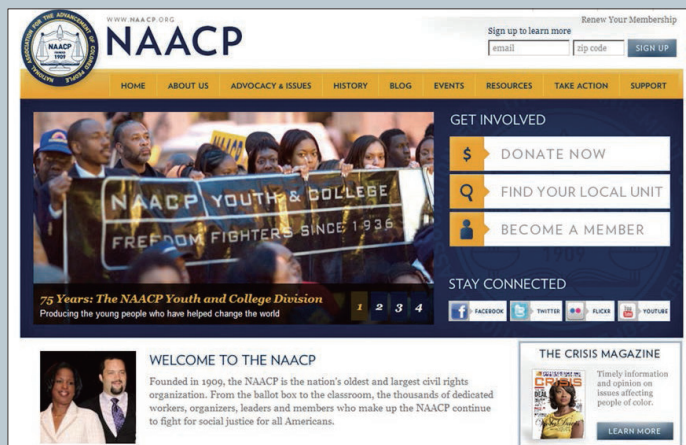 WWW.NAACP.ORG
NAACP
NATIONAL ASSOCIATION FOR THE ADVANCEMENT OF COLORED PEOPLE
NAACP
FOUNDED
1909
Renew Your Membership
Sign up to learn more
email
zip code
SIGN UP
HOME ABOUT US ADVOCACY & ISSUES HISTORY BLOG EVENTS RESOURCES TAKE ACTION SUPPORT
NAACP
NAACP YOUTH & COLLEGE
FREEDOM FIGHTERS SINCE 1936
75 Years: The NAACP Youth and College Division
Producing the young people who have helped change the world
1 2 3 4
GET INVOLVED
$ DONATE NOW
FIND YOUR LOCAL UNIT
BECOME A MEMBER
1909
STAY CONNECTED
f FACEBOOK TWITTER FLICKR You Tube YOUTUBE
WELCOME TO THE NAACP
Founded in 1909, the NAACP is the nation's oldest and largest civil rights
organization. From the ballot box to the classroom, the thousands of dedicated
workers, organizers, leaders and members who make up the NAACP continue
to fight for social justice for all Americans.
THE CRISIS MAGAZINE
CRISIS
DEAL
Timely information
and opinion on
issues affecting
people of color.
LEARN MORE